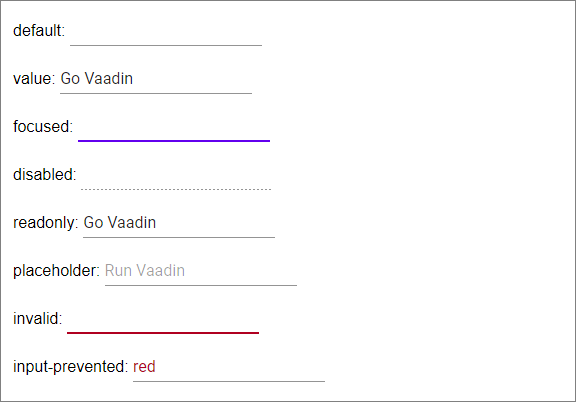 default:
value: Go Vaadin
focused:
disabled:
readonly: Go Vaadin
placeholder: Run Vaadin
invalid:
input-prevented: red